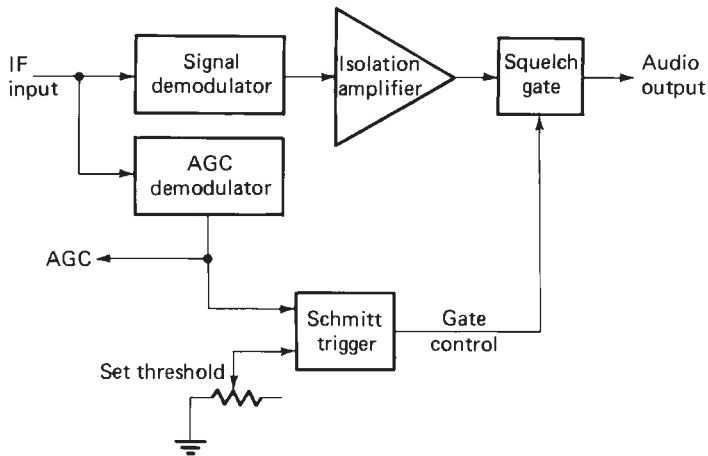 IF
input
Signal
demodulator
Isolation
amplifier
Squelch
gate
Audio
output
AGC
demodulator
AGC
Schmitt
trigger
Gate
control
Set threshold